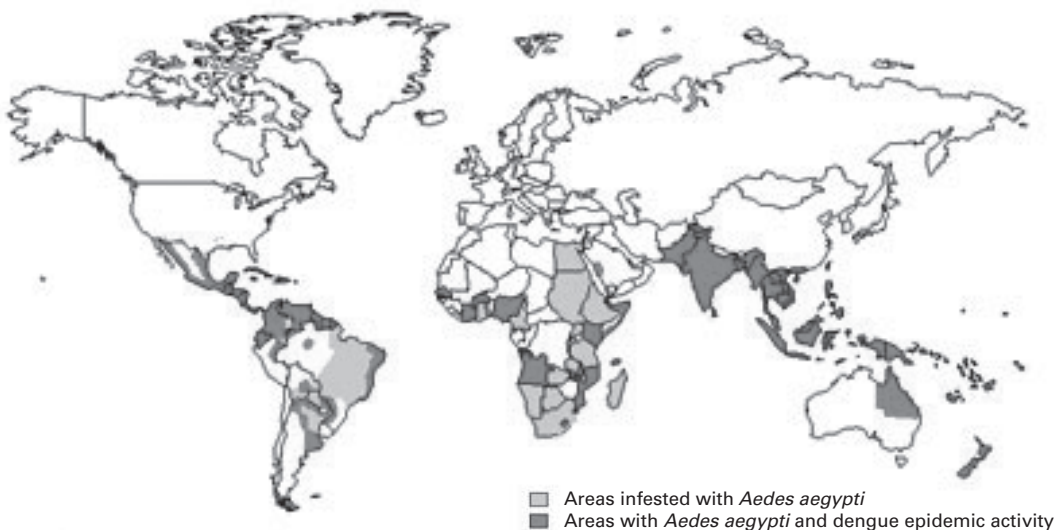 Areas infested with Aedes aegypti
Areas with Aedes aegypti and dengue epidemic activity